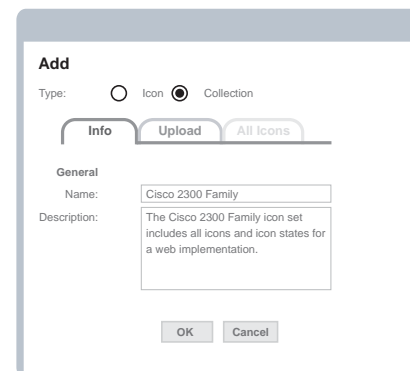 Add
Type: Icon Collection
Info Upload All Icons
General
Name: Cisco 2300 Family
Description: The Cisco 2300 Family icon set
includes all icons and icon states for
a web implementation.
OK Cancel